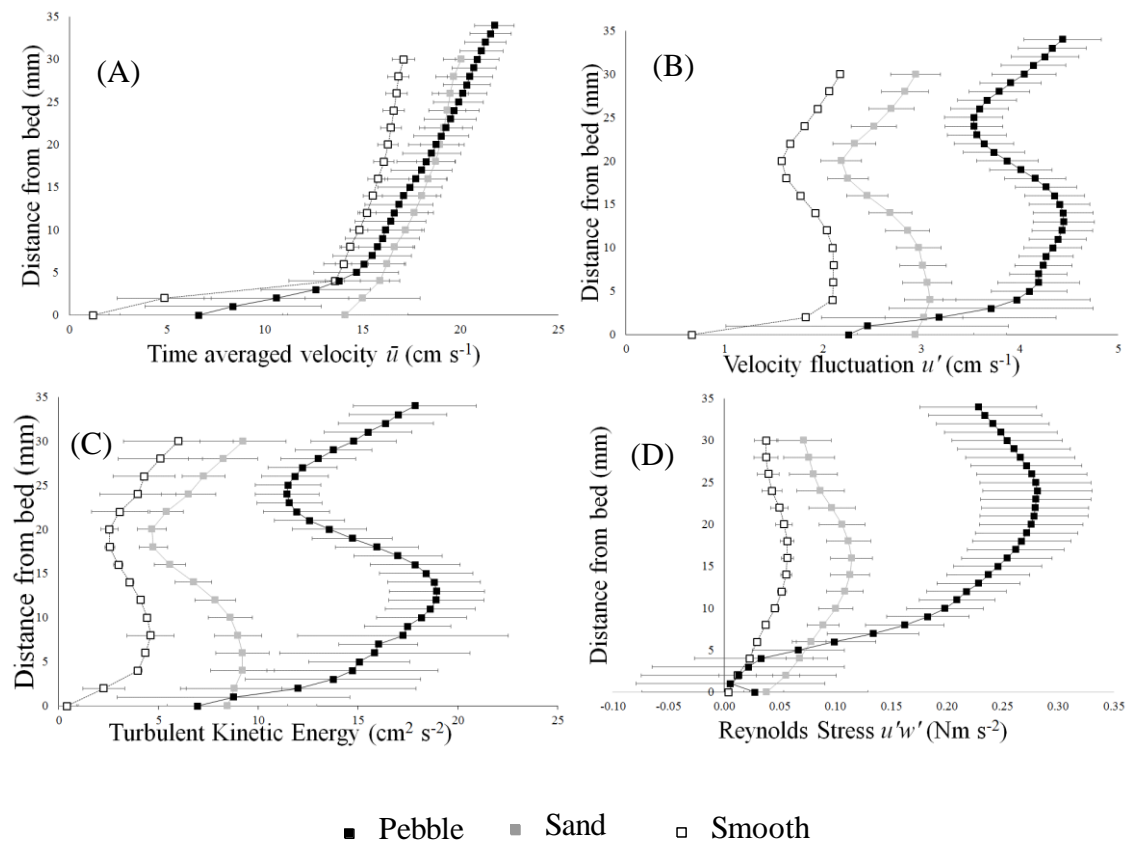 35
30
25
20
15
10
5
0
(A)
Distance from bed (mm)
0 5 10 15 20 25
Time averaged velocity ū (cm s⁻¹)
35
30
25
20
15
10
5
0
(B)
Distance from bed (mm)
0 1 2 3 4 5
Velocity fluctuation u' (cm s⁻¹)
35
30
25
20
15
10
5
0
(C)
Distance from bed (mm)
0 5 10 15 20 25
Turbulent Kinetic Energy (cm² s⁻²)
35
30
25
20
15
10
5
0
(D)
Distance from bed (mm)
-0.10 -0.05 0.00 0.05 0.10 0.15 0.20 0.25 0.30 0.35
Reynolds Stress u'w' (Nm s⁻²)
Pebble Sand Smooth